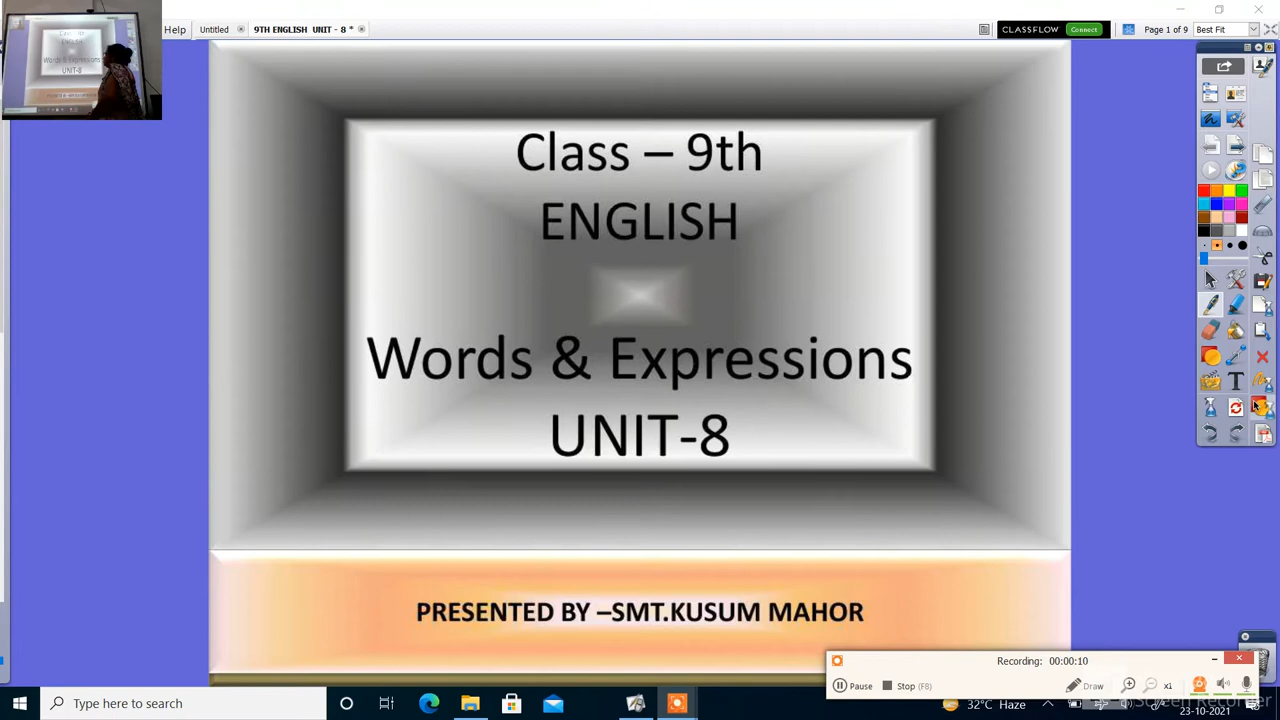 Help
Untitled
9TH ENGLISH UNIT - 8 *
CLASSFLOW
Connect
Page 1 of 9
Best Fit
Class – 9th
ENGLISH
Words & Expressions
UNIT-8
PRESENTED BY –SMT.KUSUM MAHOR
Recording: 00:00:10
Pause
Stop (F8)
Draw
x1
Type here to search
32°C Haze
23-10-2021